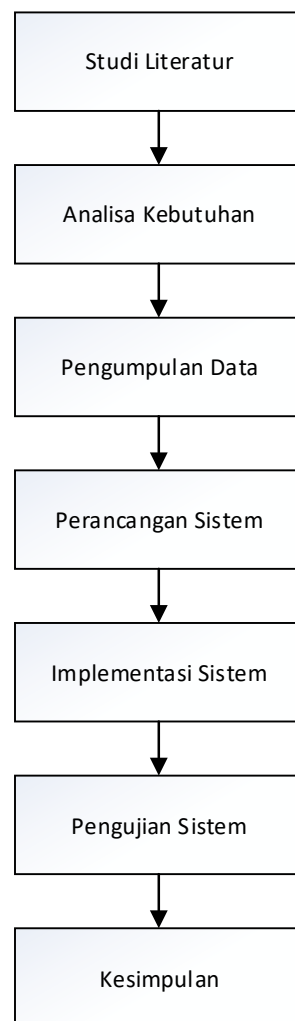 Studi Literatur
Analisa Kebutuhan
Pengumpulan Data
Perancangan Sistem
Implementasi Sistem
Pengujian Sistem
Kesimpulan